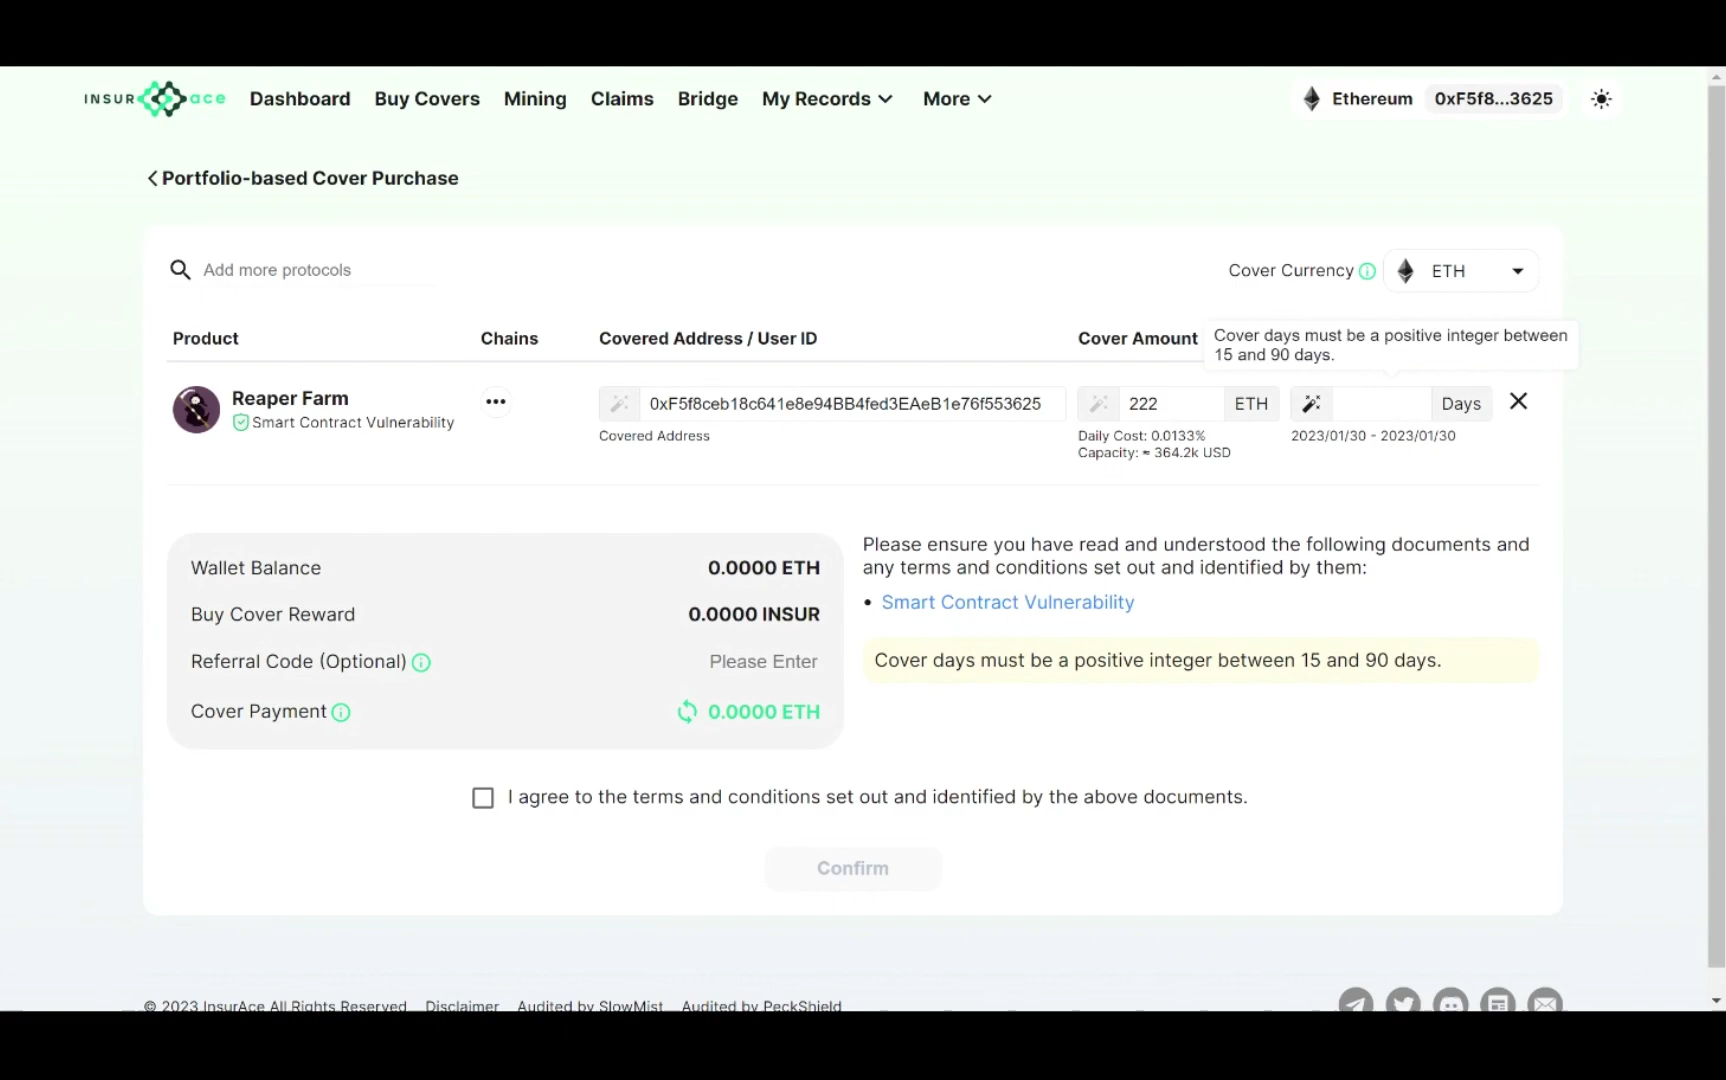 INSUR ace Dashboard Buy Covers Mining Claims Bridge My Records More Ethereum 0xF5f8...3625
Portfolio-based Cover Purchase
Add more protocols
Cover Currency ETH
Product Chains Covered Address / User ID Cover Amount
Cover days must be a positive integer between
15 and 90 days.
Reaper Farm
Smart Contract Vulnerability
0xF5f8ceb18c641e8e94BB4fed3EAeB1e76f553625
Covered Address
222 ETH
Daily Cost: 0.0133%
Capacity: ≈ 364.2k USD
Days
2023/01/30 - 2023/01/30
Wallet Balance 0.0000 ETH
Buy Cover Reward 0.0000 INSUR
Referral Code (Optional) Please Enter
Cover Payment 0.0000 ETH
Please ensure you have read and understood the following documents and
any terms and conditions set out and identified by them:
• Smart Contract Vulnerability
Cover days must be a positive integer between 15 and 90 days.
I agree to the terms and conditions set out and identified by the above documents.
Confirm
© 2023 InsurAce All Rights Reserved Disclaimer Audited by SlowMist Audited by PeckShield